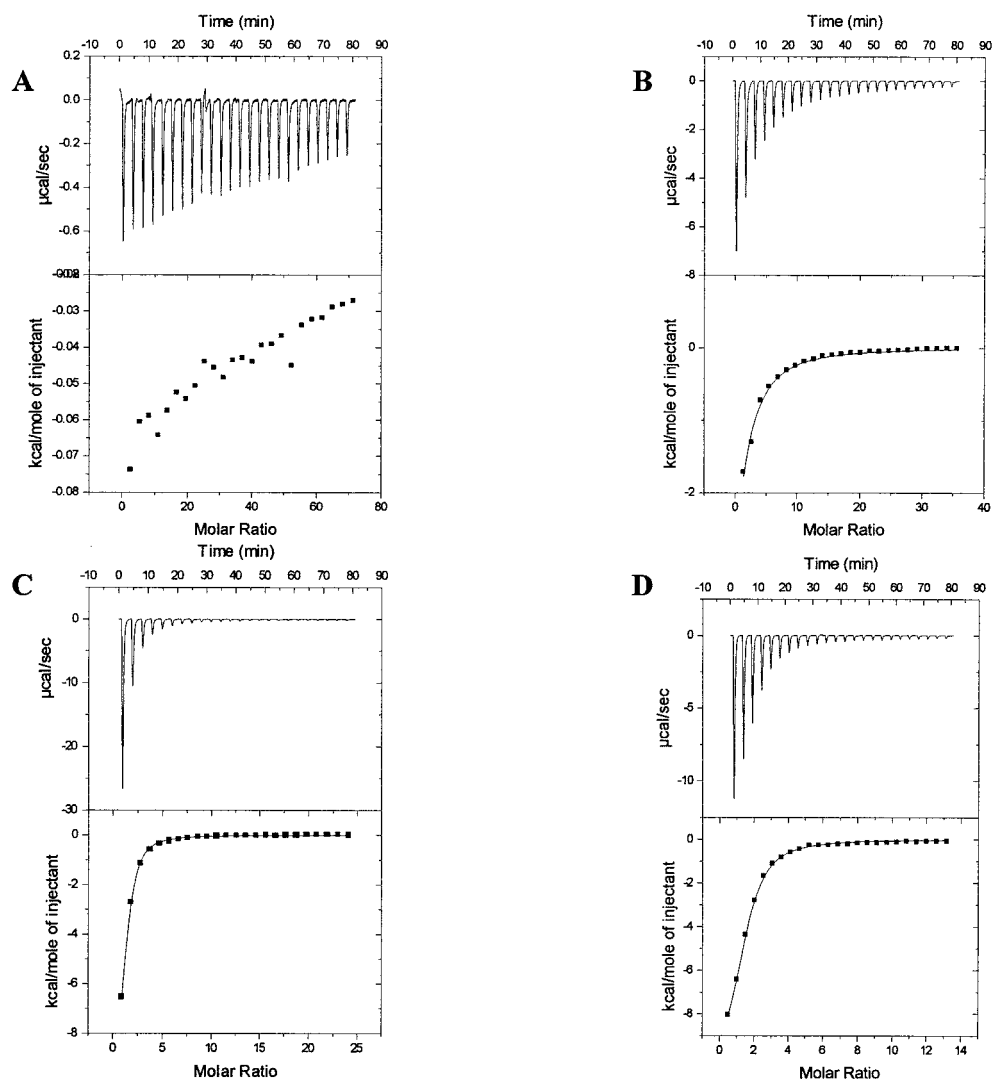 Time (min)
-10 0 10 20 30 40 50 60 70 80 90
A
0.2
0.0
-0.2
-0.4
-0.6
µcal/sec
-0.03
-0.04
-0.05
-0.06
-0.07
-0.08
kcal/mole of injectant
0 20 40 60 80
Molar Ratio
Time (min)
-10 0 10 20 30 40 50 60 70 80 90
B
0
-2
-4
-6
-8
µcal/sec
0
-2
kcal/mole of injectant
0 10 20 30 40
Molar Ratio
Time (min)
-10 0 10 20 30 40 50 60 70 80 90
C
0
-10
-20
-30
µcal/sec
0
-2
-4
-6
-8
kcal/mole of injectant
0 5 10 15 20 25
Molar Ratio
Time (min)
-10 0 10 20 30 40 50 60 70 80 90
D
0
-5
-10
µcal/sec
0
-2
-4
-6
-8
kcal/mole of injectant
0 2 4 6 8 10 12 14
Molar Ratio